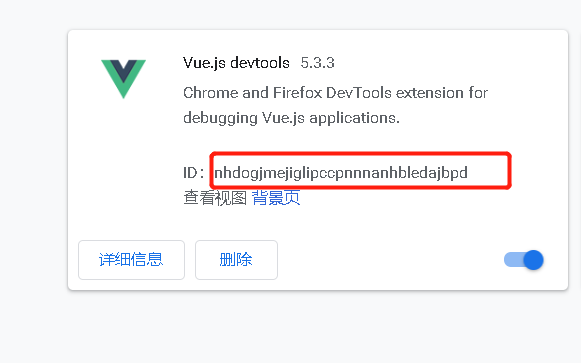 Vue.js devtools 5.3.3
Chrome and Firefox DevTools extension for
debugging Vue.js applications.
ID：nhdogjmejiglipccpnnnanhbledajbpd
查看视图 背景页
详细信息 删除